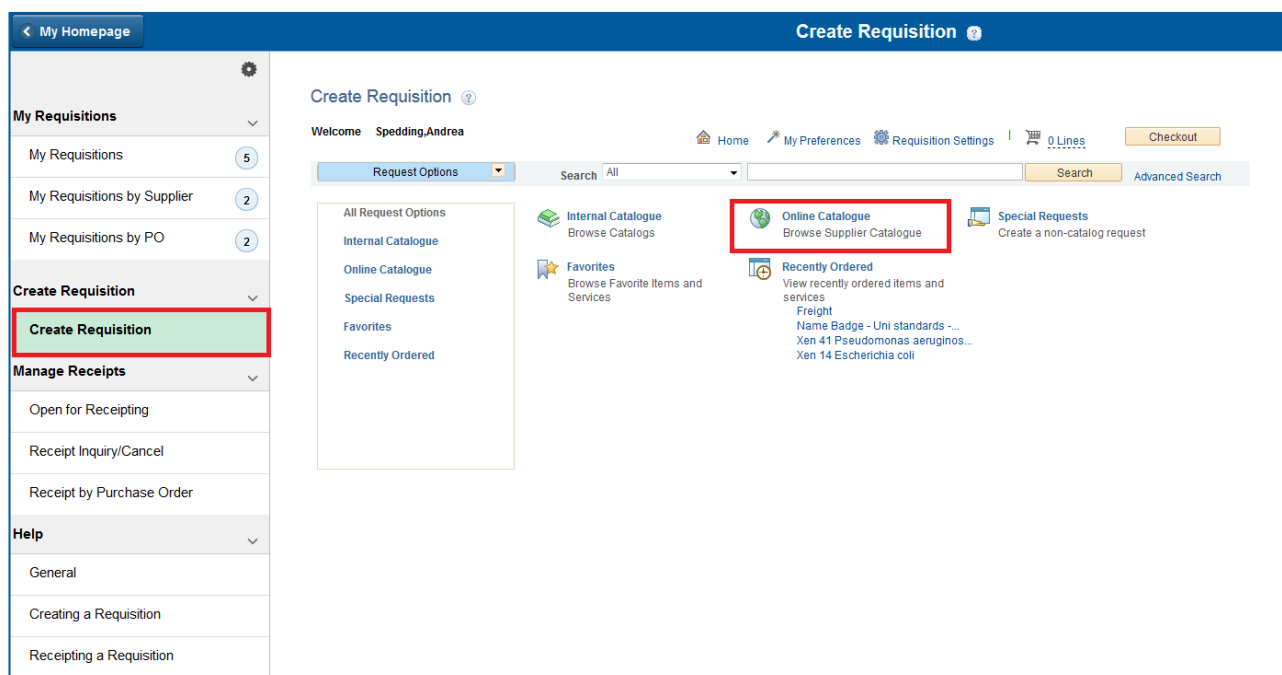 My Homepage
Create Requisition
My Requisitions
My Requisitions 5
My Requisitions by Supplier 2
My Requisitions by PO 2
Create Requisition
Create Requisition
Manage Receipts
Open for Receipting
Receipt Inquiry/Cancel
Receipt by Purchase Order
Help
General
Creating a Requisition
Receipting a Requisition
Create Requisition
Welcome Spedding,Andrea
Home My Preferences Requisition Settings 0 Lines Checkout
Request Options Search All Search Advanced Search
All Request Options
Internal Catalogue
Online Catalogue
Special Requests
Favorites
Recently Ordered
Internal Catalogue
Browse Catalogs
Online Catalogue
Browse Supplier Catalogue
Special Requests
Create a non-catalog request
Favorites
Browse Favorite Items and
Services
Recently Ordered
View recently ordered items and
services
Freight
Name Badge - Uni standards -...
Xen 41 Pseudomonas aeruginos...
Xen 14 Escherichia coli